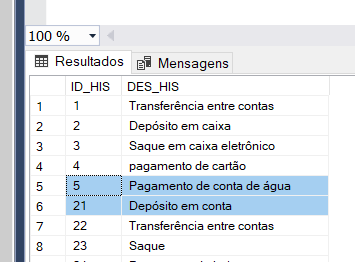 100 %
Resultados Mensagens
ID_HIS DES_HIS
1 1 Transferência entre contas
2 2 Depósito em caixa
3 3 Saque em caixa eletrônico
4 4 pagamento de cartão
5 5 Pagamento de conta de água
6 21 Depósito em conta
7 22 Transferência entre contas
8 23 Saque